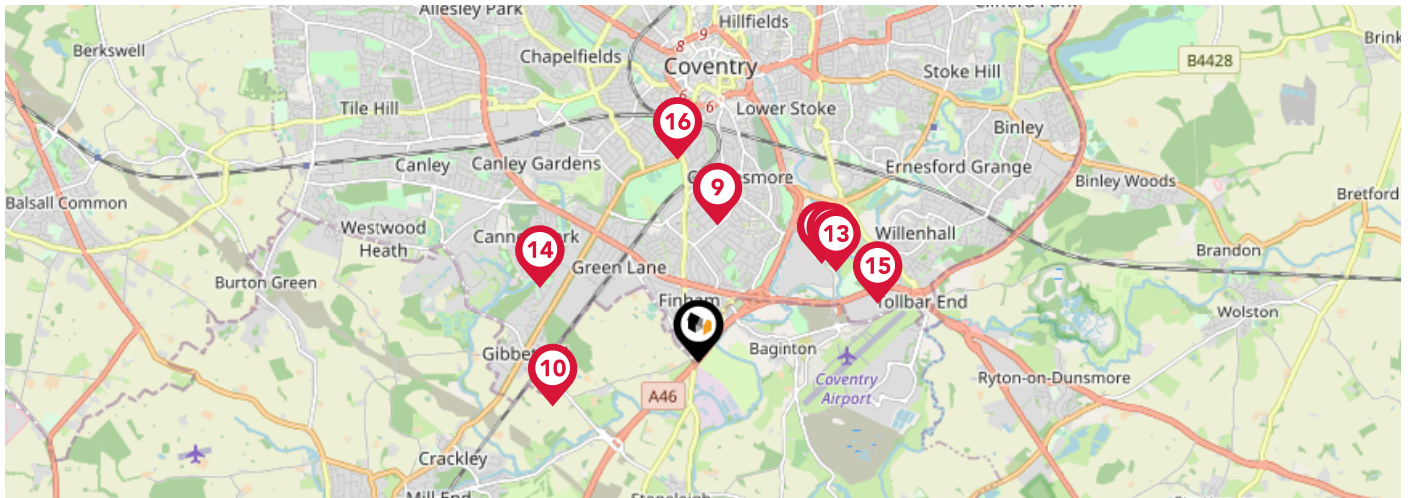 Allesley Park
Hillfields
Berkswell
9
8
Chapelfields
Coventry
B4428
Brink
Stoke Hill
6
6
Lower Stoke
Tile Hill
16
Binley
Canley
Canley Gardens
Ernesford Grange
9
Binley Woods
Bretford
Balsall Common
Westwood
Heath
13
Willenhall
14
Brandon
Green Lane
15
Burton Green
Finham
Tollbar End
Wolston
Baginton
10
Coventry
Airport
Ryton-on-Dunsmore
A46
Crackley
Mill End
Stoneleigh